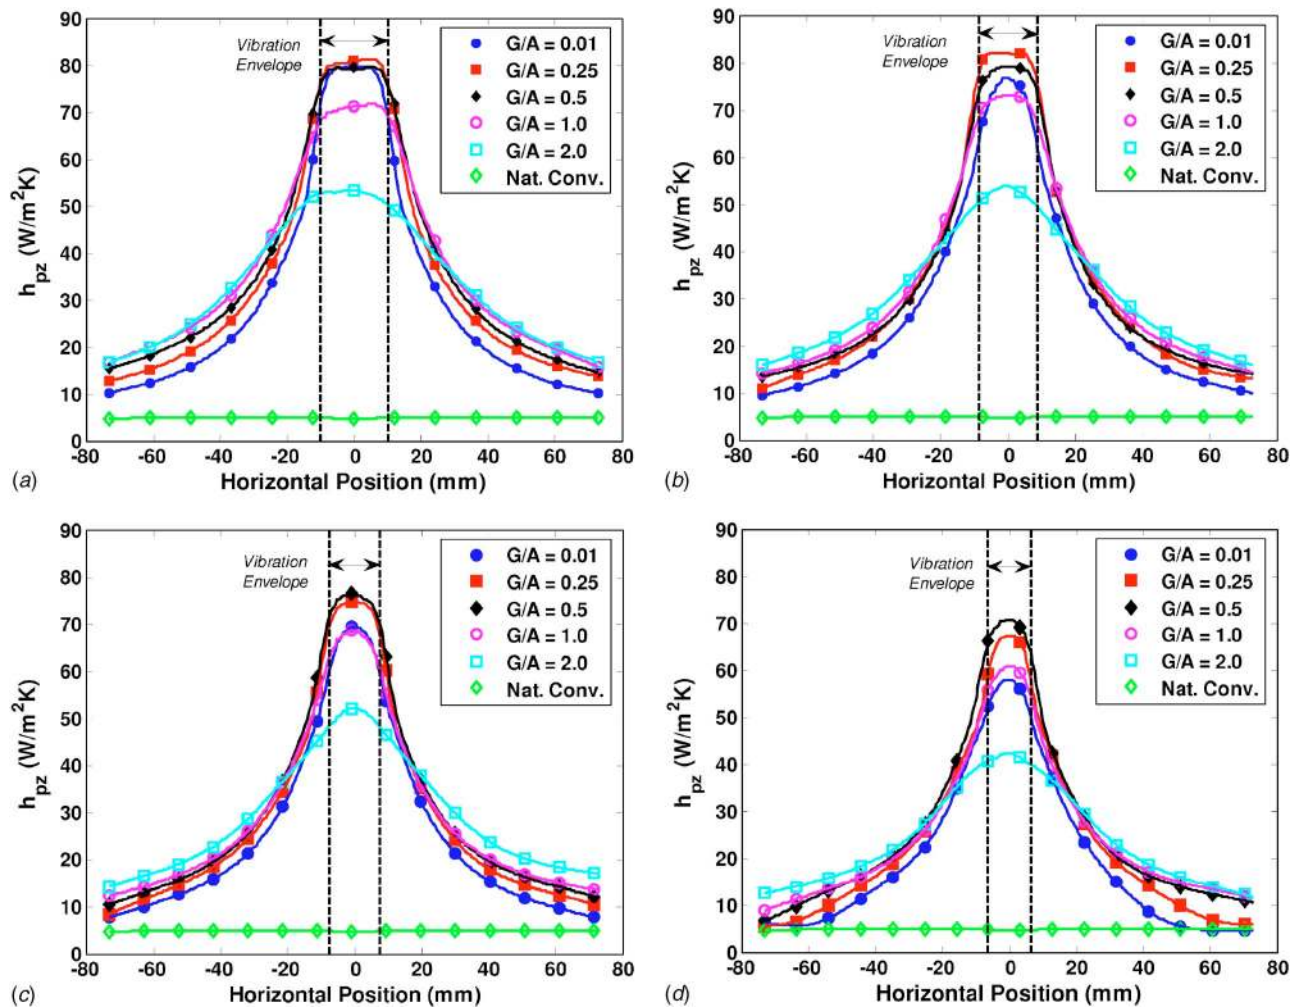 90
80
70
60
50
40
30
20
10
0
h_pz (W/m²K)
Vibration
Envelope
G/A = 0.01
G/A = 0.25
G/A = 0.5
G/A = 1.0
G/A = 2.0
Nat. Conv.
-80 -60 -40 -20 0 20 40 60 80
(a) Horizontal Position (mm)
90
80
70
60
50
40
30
20
10
0
h_pz (W/m²K)
Vibration
Envelope
G/A = 0.01
G/A = 0.25
G/A = 0.5
G/A = 1.0
G/A = 2.0
Nat. Conv.
-80 -60 -40 -20 0 20 40 60 80
(b) Horizontal Position (mm)
90
80
70
60
50
40
30
20
10
0
h_pz (W/m²K)
Vibration
Envelope
G/A = 0.01
G/A = 0.25
G/A = 0.5
G/A = 1.0
G/A = 2.0
Nat. Conv.
-80 -60 -40 -20 0 20 40 60 80
(c) Horizontal Position (mm)
90
80
70
60
50
40
30
20
10
0
h_pz (W/m²K)
Vibration
Envelope
G/A = 0.01
G/A = 0.25
G/A = 0.5
G/A = 1.0
G/A = 2.0
Nat. Conv.
-80 -60 -40 -20 0 20 40 60 80
(d) Horizontal Position (mm)